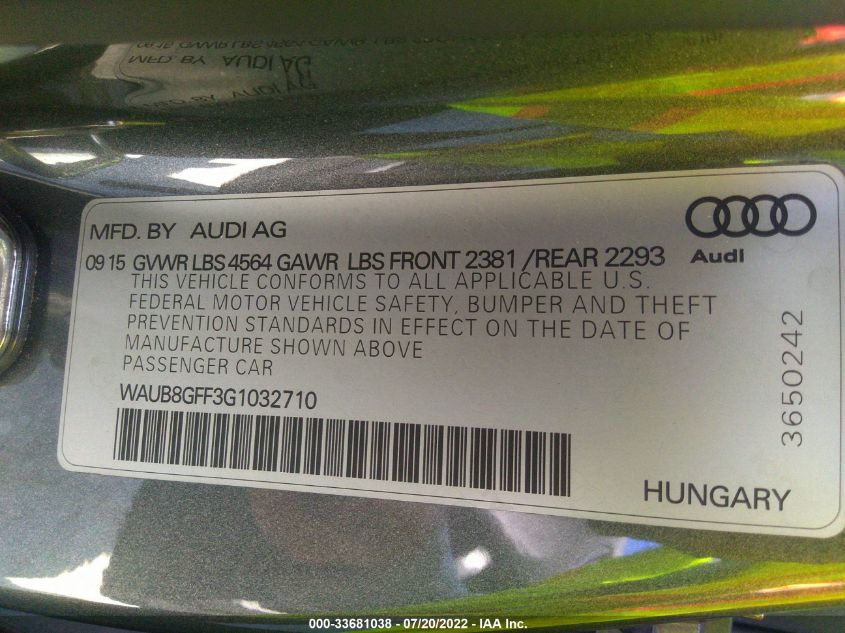 MFD. BY AUDI AG
09 15 GVWR LBS 4564 GAWR LBS FRONT 2381 /REAR 2293
THIS VEHICLE CONFORMS TO ALL APPLICABLE U.S.
FEDERAL MOTOR VEHICLE SAFETY, BUMPER AND THEFT
PREVENTION STANDARDS IN EFFECT ON THE DATE OF
MANUFACTURE SHOWN ABOVE
PASSENGER CAR
WAUB8GFF3G1032710
Audi
3650242
HUNGARY
000-33681038 - 07/20/2022 - IAA Inc.